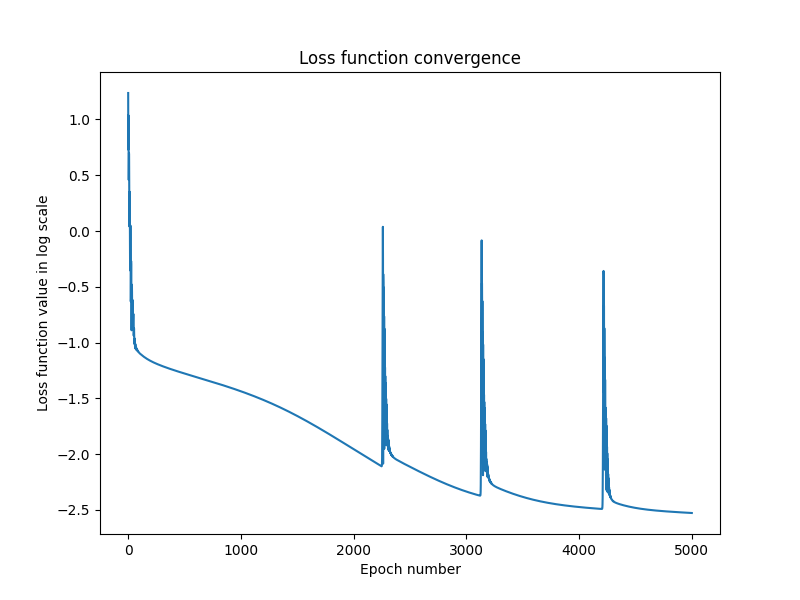 Loss function convergence
Loss function value in log scale
1.0
0.5
0.0
−0.5
−1.0
−1.5
−2.0
−2.5
0 1000 2000 3000 4000 5000
Epoch number